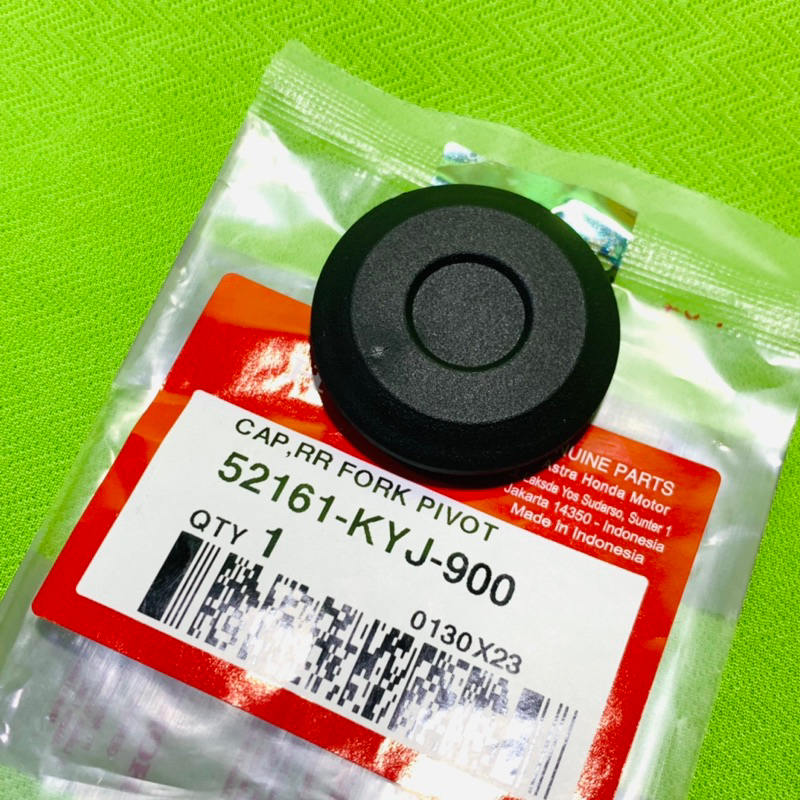 CAP,RR FORK PIVOT
52161-KYJ-900
QTY 1
0130X23
PARTS
Astra Honda Motor
Laksda Yos Sudarso, Sunter 1
Jakarta 14350 - Indonesia
Made In Indonesia